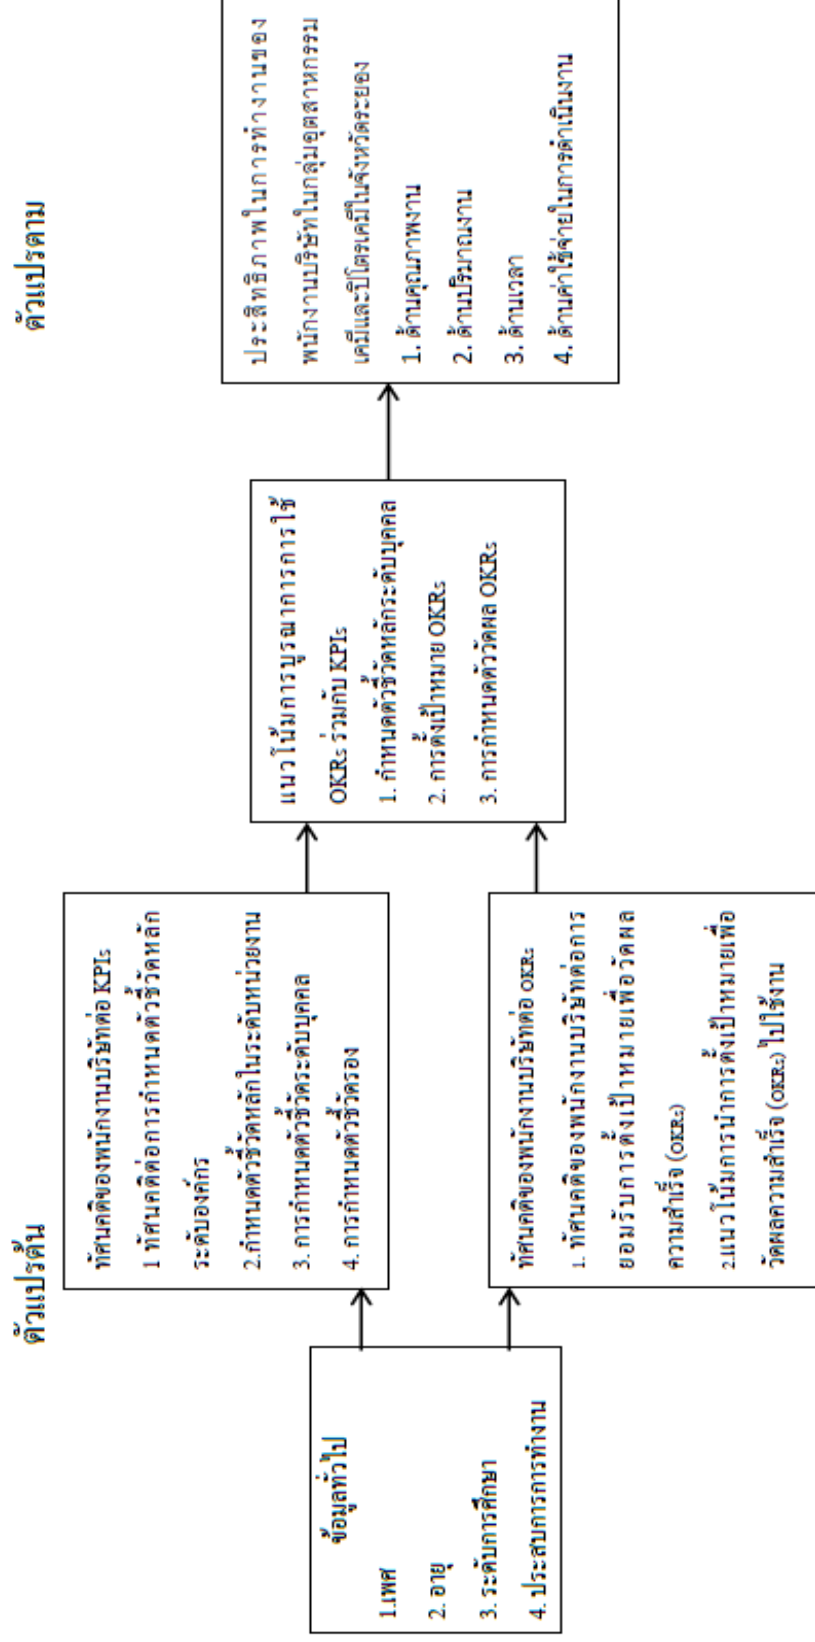 ตัวแปรต้น
ตัวแปรตาม
ข้อมูลทั่วไป
1.เพศ
2. อายุ
3. ระดับการศึกษา
4. ประสบการการทำงาน
ทัศนคติของพนักงานบริษัทต่อ KPIs
1 ทัศนคติต่อการกำหนดตัวชี้วัดหลัก
ระดับองค์กร
2.กำหนดตัวชี้วัดหลักในระดับหน่วยงาน
3. การกำหนดตัวชี้วัดระดับบุคคล
4. การกำหนดตัวชี้วัดรอง
ทัศนคติของพนักงานบริษัทต่อ OKRs
1. ทัศนคติของพนักงานบริษัทต่อการ
ยอมรับการตั้งเป้าหมายเพื่อวัดผล
ความสำเร็จ (OKRs)
2.แนวโน้มการนำการตั้งเป้าหมายเพื่อ
วัดผลความสำเร็จ (OKRs) ไปใช้งาน
แนวโน้มการบูรณาการการใช้
OKRs ร่วมกับ KPIs
1. กำหนดตัวชี้วัดหลักระดับบุคคล
2. การตั้งเป้าหมาย OKRs
3. การกำหนดตัววัดผล OKRs
ประสิทธิภาพในการทำงานของ
พนักงานบริษัทในกลุ่มอุตสาหกรรม
เคมีและปิโตรเคมีในจังหวัดระยอง
1. ด้านคุณภาพงาน
2. ด้านปริมาณงาน
3. ด้านเวลา
4. ด้านค่าใช้จ่ายในการดำเนินงาน